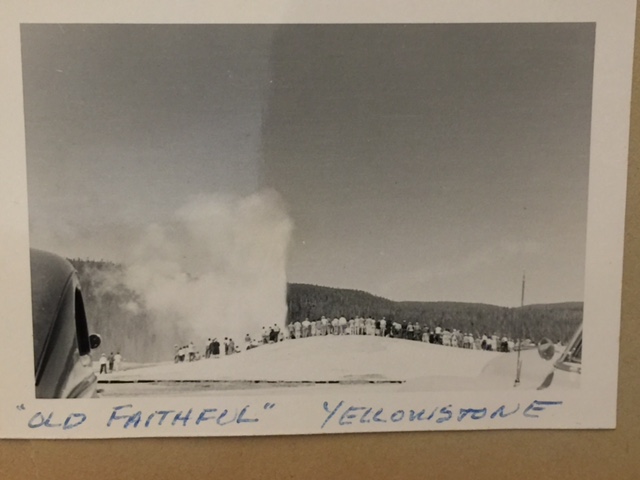 "OLD FAITHFUL" YELLOWSTONE